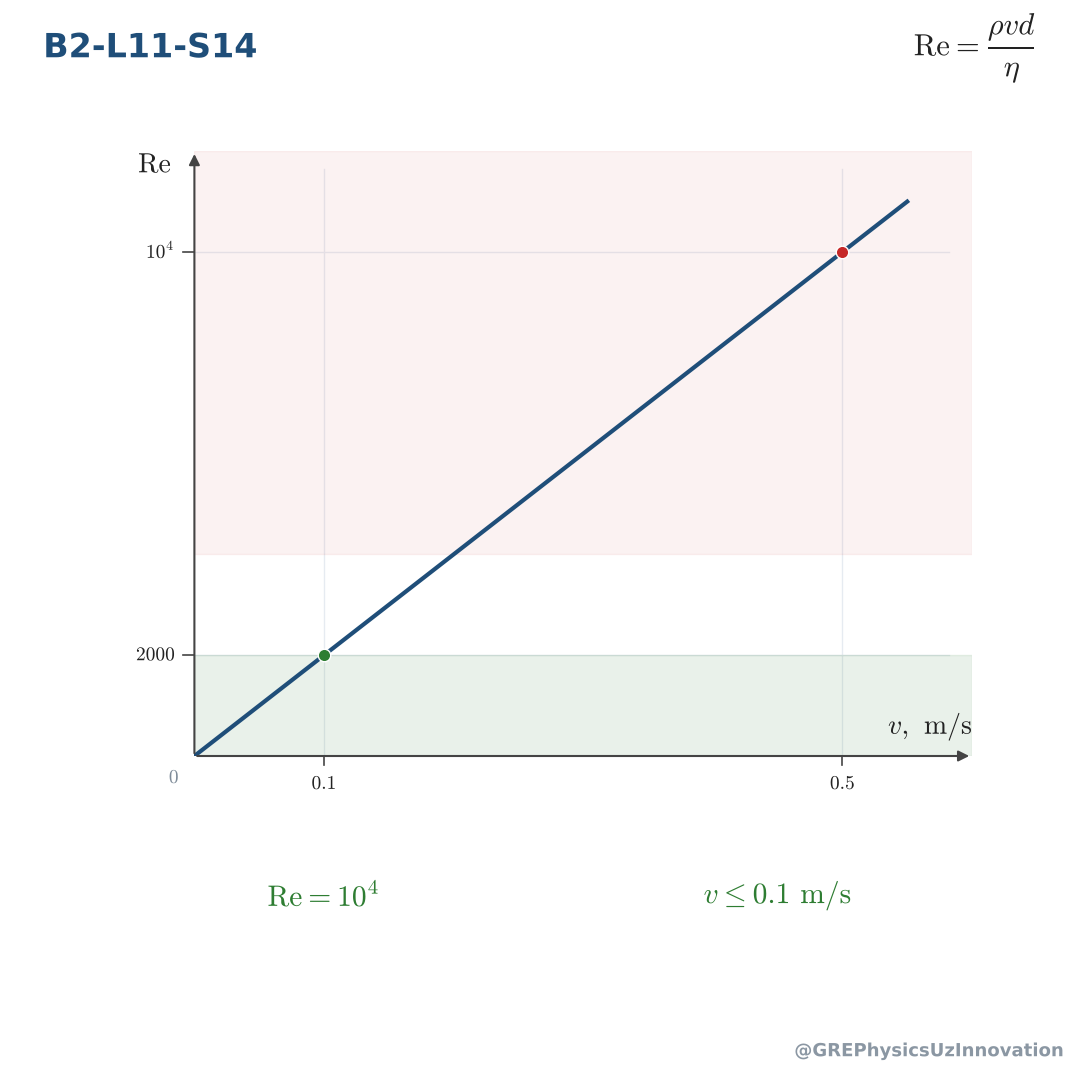 B2-L11-S14
Re = ρvd/η
Re
10⁴
2000
v, m/s
0
0.1
0.5
Re = 10⁴
v ≤ 0.1 m/s
@GREPhysicsUzInnovation